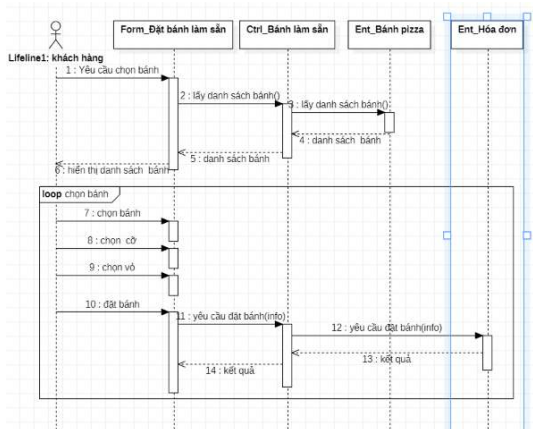 Form_Đặt bánh làm sẵn
Ctrl_Bánh làm sẵn
Ent_Bánh pizza
Ent_Hóa đơn
Lifeline1: khách hàng
1 : Yêu cầu chọn bánh
2 : lấy danh sách bánh()
3 : lấy danh sách bánh()
4 : danh sách bánh
5 : danh sách bánh
6 : hiển thị danh sách bánh
loop chọn bánh
7 : chọn bánh
8 : chọn cỡ
9 : chọn vỏ
10 : đặt bánh
11 : yêu cầu đặt bánh(info)
12 : yêu cầu đặt bánh(info)
13 : kết quả
14 : kết quả